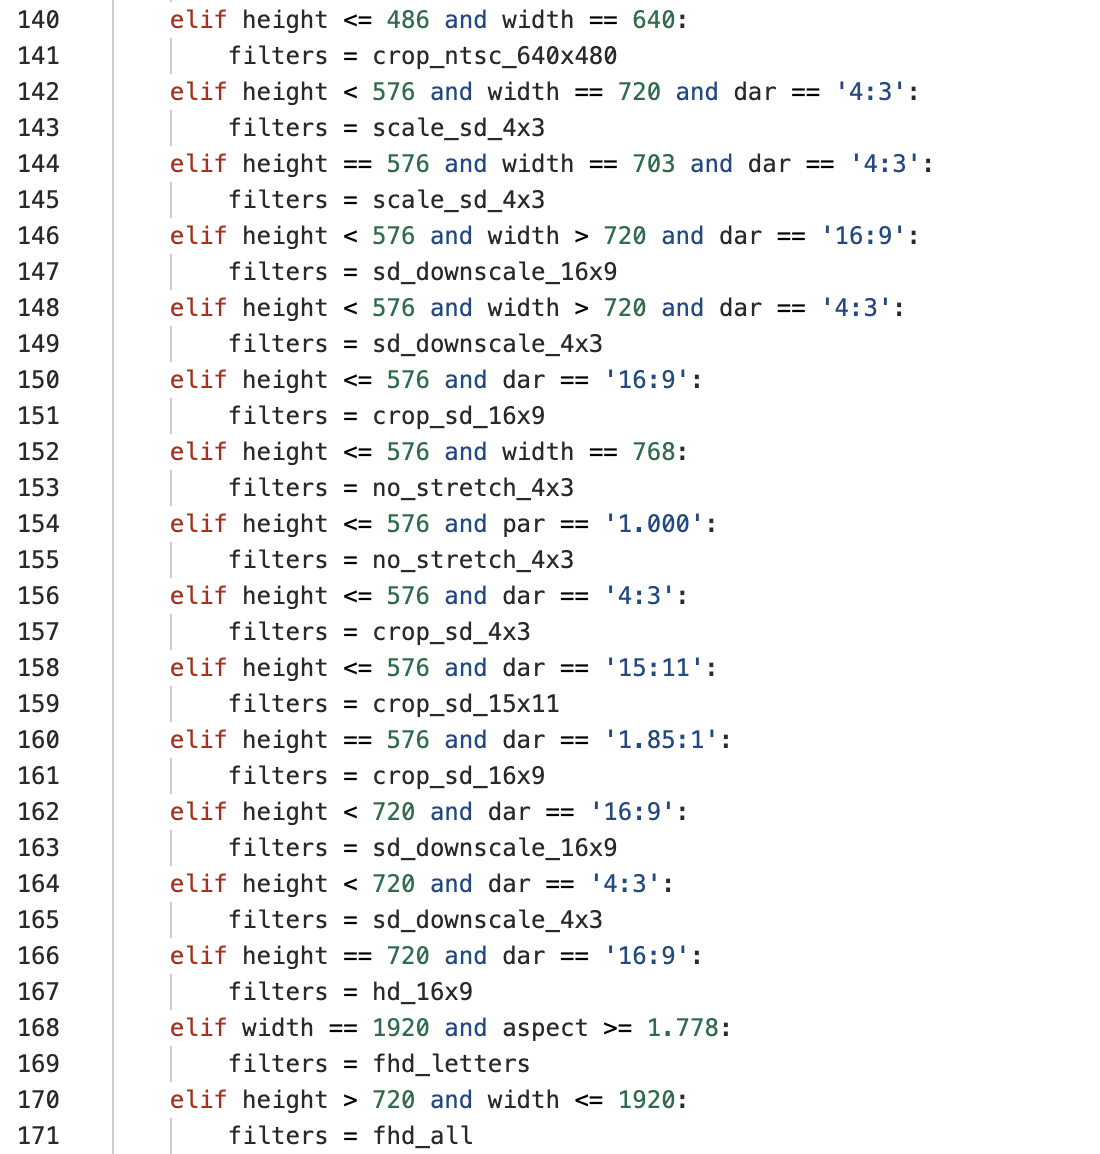 140 elif height <= 486 and width == 640:
141 filters = crop_ntsc_640x480
142 elif height < 576 and width == 720 and dar == '4:3':
143 filters = scale_sd_4x3
144 elif height == 576 and width == 703 and dar == '4:3':
145 filters = scale_sd_4x3
146 elif height < 576 and width > 720 and dar == '16:9':
147 filters = sd_downscale_16x9
148 elif height < 576 and width > 720 and dar == '4:3':
149 filters = sd_downscale_4x3
150 elif height <= 576 and dar == '16:9':
151 filters = crop_sd_16x9
152 elif height <= 576 and width == 768:
153 filters = no_stretch_4x3
154 elif height <= 576 and par == '1.000':
155 filters = no_stretch_4x3
156 elif height <= 576 and dar == '4:3':
157 filters = crop_sd_4x3
158 elif height <= 576 and dar == '15:11':
159 filters = crop_sd_15x11
160 elif height == 576 and dar == '1.85:1':
161 filters = crop_sd_16x9
162 elif height < 720 and dar == '16:9':
163 filters = sd_downscale_16x9
164 elif height < 720 and dar == '4:3':
165 filters = sd_downscale_4x3
166 elif height == 720 and dar == '16:9':
167 filters = hd_16x9
168 elif width == 1920 and aspect >= 1.778:
169 filters = fhd_letters
170 elif height > 720 and width <= 1920:
171 filters = fhd_all